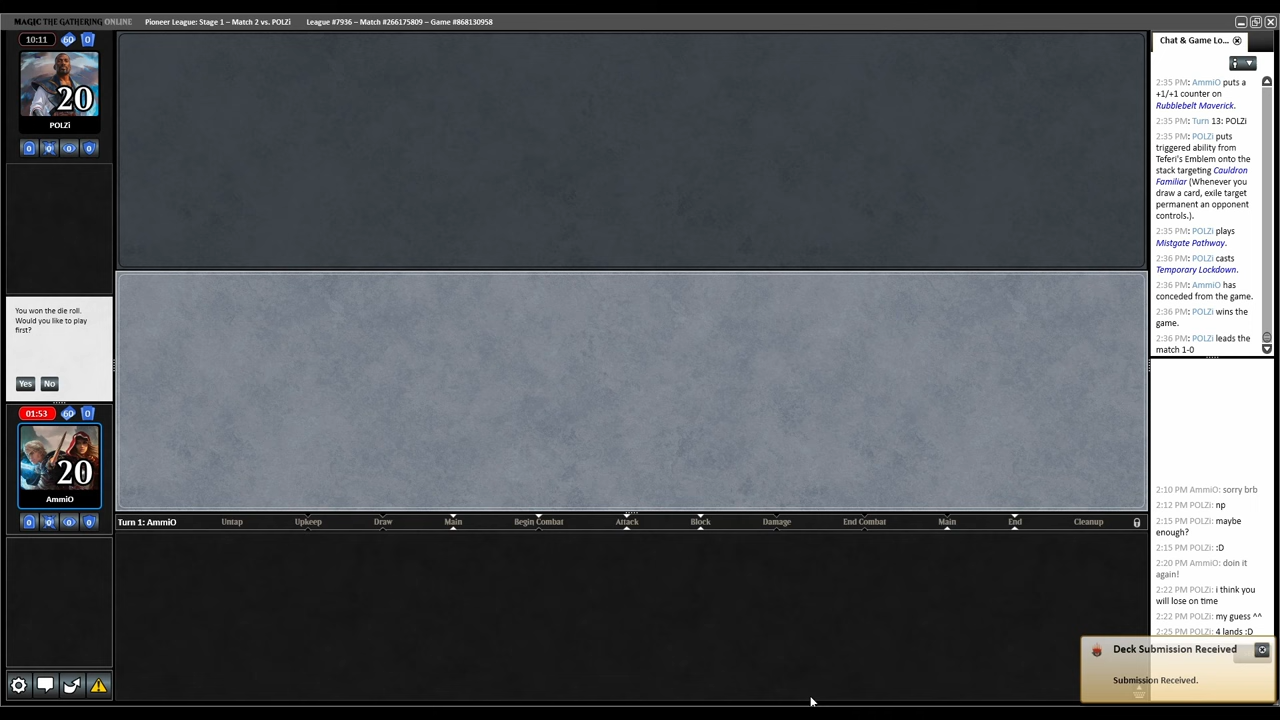 MAGIC THE GATHERING ONLINE Pioneer League: Stage 1 – Match 2 vs. POLZi League #7936 – Match #266175809 – Game #868130958
10:11 60 0
20
POLZi
0 0 0 0
You won the die roll.
Would you like to play
first?
Yes No
01:53 60 0
20
AmmiO
0 0 0 0
Turn 1: AmmiO Untap Upkeep Draw Main Begin Combat Attack Block Damage End Combat Main End Cleanup
Chat & Game Lo...
2:35 PM: AmmiO puts a
+1/+1 counter on
Rubblebelt Maverick.
2:35 PM: Turn 13: POLZi
2:35 PM: POLZi puts
triggered ability from
Teferi's Emblem onto the
stack targeting Cauldron
Familiar (Whenever you
draw a card, exile target
permanent an opponent
controls.).
2:35 PM: POLZi plays
Mistgate Pathway.
2:36 PM: POLZi casts
Temporary Lockdown.
2:36 PM: AmmiO has
conceded from the game.
2:36 PM: POLZi wins the
game.
2:36 PM: POLZi leads the
match 1-0
2:10 PM AmmiO: sorry brb
2:12 PM POLZi: np
2:15 PM POLZi: maybe
enough?
2:15 PM POLZi: :D
2:20 PM AmmiO: doin it
again!
2:22 PM POLZi: i think you
will lose on time
2:22 PM POLZi: my guess ^^
2:25 PM POLZi: 4 lands :D
Deck Submission Received
Submission Received.